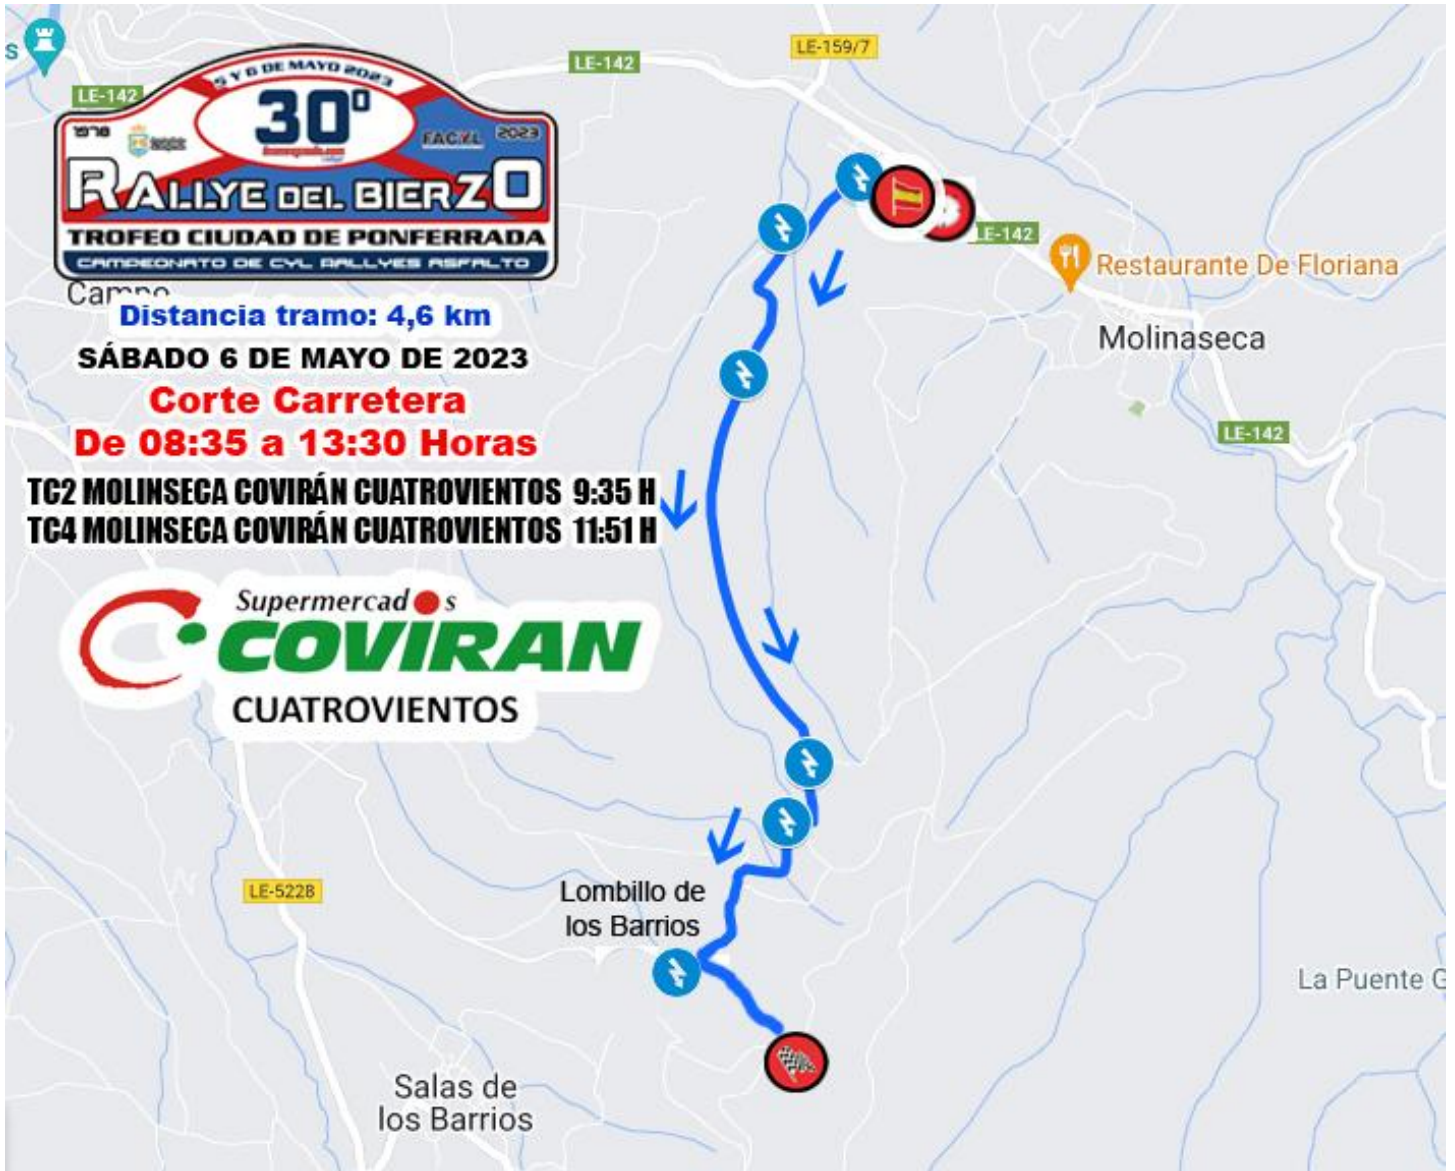 s
LE-142
LE-142
LE-159/7
5 Y 6 DE MAYO 2023
30º
1978
FACYL
2023
RALLYE DEL BIERZO
TROFEO CIUDAD DE PONFERRADA
CAMPEONATO DE CYL RALLYES ASFALTO
Campo
Distancia tramo: 4,6 km
SÁBADO 6 DE MAYO DE 2023
Corte Carretera
De 08:35 a 13:30 Horas
TC2 MOLINSECA COVIRÁN CUATROVIENTOS 9:35 H
TC4 MOLINSECA COVIRÁN CUATROVIENTOS 11:51 H
Supermercados
COVIRAN
CUATROVIENTOS
LE-142
Restaurante De Floriana
Molinaseca
LE-142
LE-5228
Lombillo de
los Barrios
La Puente G
Salas de
los Barrios